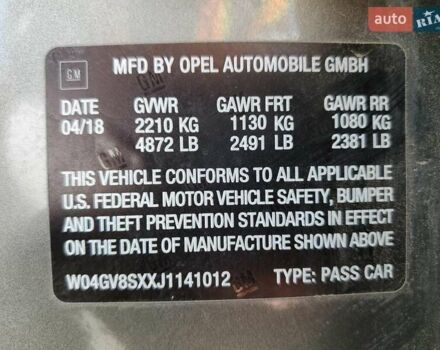 auto RIA
GM MFD BY OPEL AUTOMOBILE GMBH
DATE GVWR GAWR FRT GAWR RR
04/18 2210 KG 1130 KG 1080 KG
4872 LB 2491 LB 2381 LB
THIS VEHICLE CONFORMS TO ALL APPLICABLE
U.S. FEDERAL MOTOR VEHICLE SAFETY, BUMPER
AND THEFT PREVENTION STANDARDS IN EFFECT
ON THE DATE OF MANUFACTURE SHOWN ABOVE
W04GV8SXXJ1141012 TYPE: PASS CAR